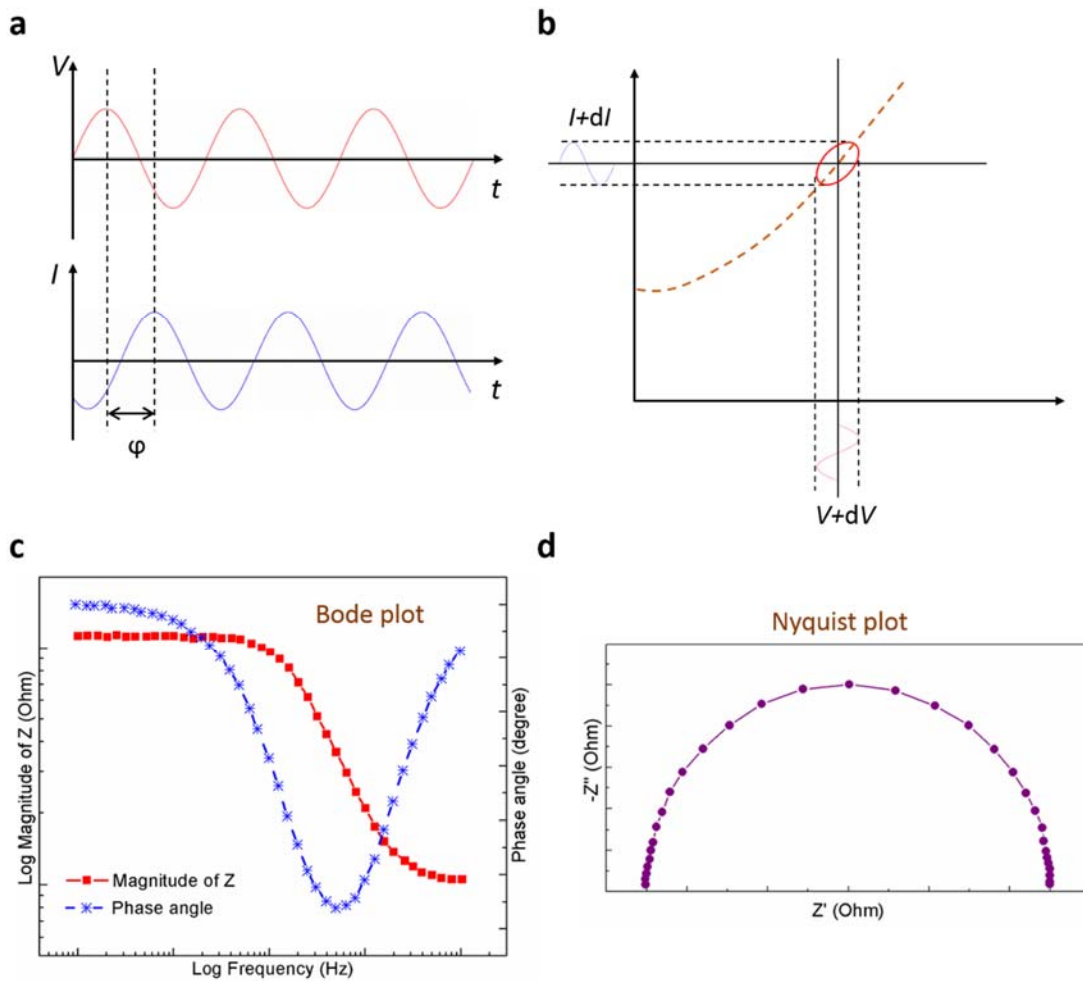 a
V
t
I
t
φ
b
I+dI
V+dV
c
Bode plot
Log Magnitude of Z (Ohm)
Phase angle (degree)
Magnitude of Z
Phase angle
Log Frequency (Hz)
d
Nyquist plot
-Z" (Ohm)
Z' (Ohm)